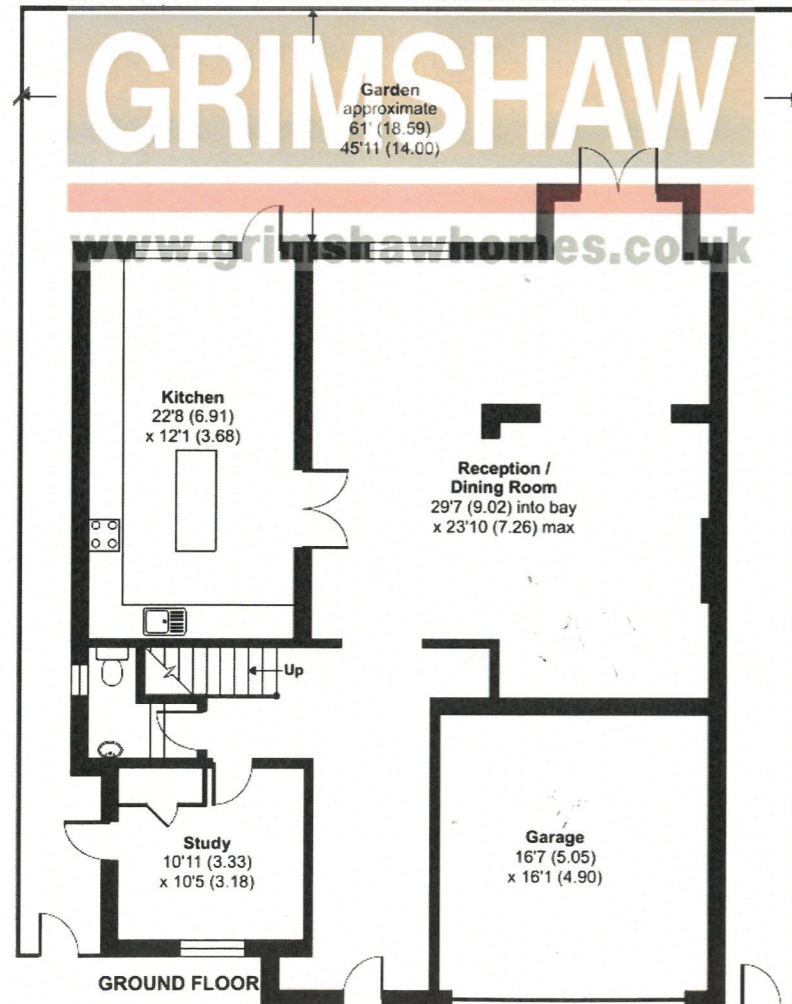 GRIMSHAW
Garden
approximate
61' (18.59)
45'11 (14.00)
www.grimshawhomes.co.uk
Kitchen
22'8 (6.91)
x 12'1 (3.68)
Reception /
Dining Room
29'7 (9.02) into bay
x 23'10 (7.26) max
Up
Study
10'11 (3.33)
x 10'5 (3.18)
Garage
16'7 (5.05)
x 16'1 (4.90)
GROUND FLOOR